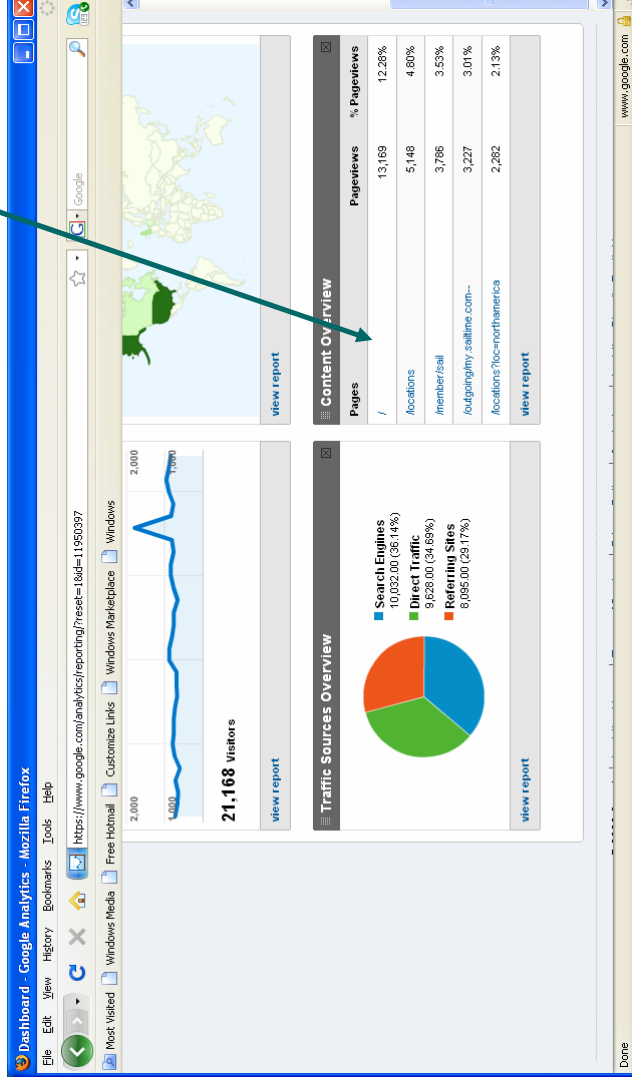 Dashboard - Google Analytics - Mozilla Firefox
File Edit View History Bookmarks Tools Help
https://www.google.com/analytics/reporting/?reset=1&id=11950397
G Google
Most Visited Windows Media Free Hotmail Customize Links Windows Marketplace Windows
2,000 2,000
1,000 1,000
21,168 Visitors
view report
view report
Traffic Sources Overview
Search Engines
10,032.00 (36.14%)
Direct Traffic
9,628.00 (34.69%)
Referring Sites
8,095.00 (29.17%)
view report
Content Overview
Pages Pageviews % Pageviews
/ 13,169 12.28%
/locations 5,148 4.80%
/member/sail 3,786 3.53%
/outgoing/my.sailtime.com-- 3,227 3.01%
/locations?loc=northamerica 2,282 2.13%
view report
Done www.google.com